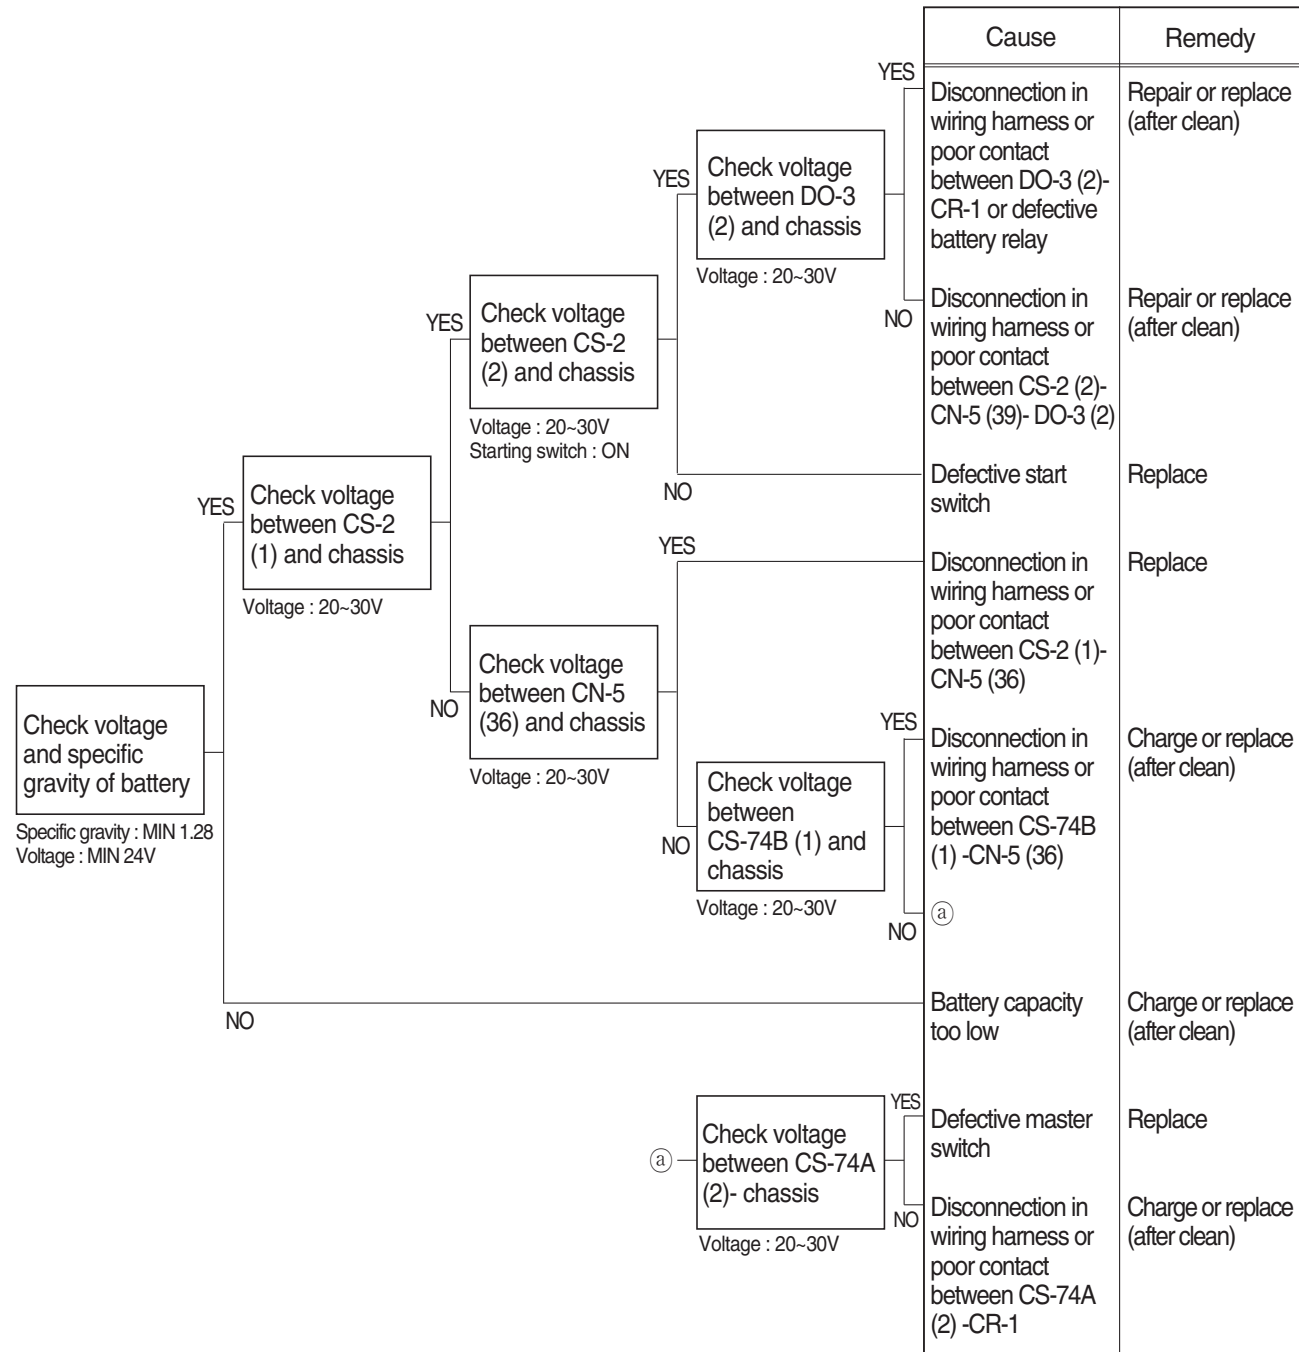 Cause
Remedy
YES
Disconnection in
wiring harness or
poor contact
between DO-3 (2)-
CR-1 or defective
battery relay
Repair or replace
(after clean)
Check voltage
between DO-3
(2) and chassis
Voltage : 20~30V
YES
NO
Disconnection in
wiring harness or
poor contact
between CS-2 (2)-
CN-5 (39)- DO-3 (2)
Repair or replace
(after clean)
YES
Check voltage
between CS-2
(2) and chassis
Voltage : 20~30V
Starting switch : ON
NO
Defective start
switch
Replace
YES
Check voltage
between CS-2
(1) and chassis
Voltage : 20~30V
YES
Disconnection in
wiring harness or
poor contact
between CS-2 (1)-
CN-5 (36)
Replace
NO
Check voltage
between CN-5
(36) and chassis
Voltage : 20~30V
Check voltage
and specific
gravity of battery
Specific gravity : MIN 1.28
Voltage : MIN 24V
YES
Disconnection in
wiring harness or
poor contact
between CS-74B
(1) -CN-5 (36)
Charge or replace
(after clean)
NO
Check voltage
between
CS-74B (1) and
chassis
Voltage : 20~30V
NO
ⓐ
NO
Battery capacity
too low
Charge or replace
(after clean)
ⓐ
Check voltage
between CS-74A
(2)- chassis
Voltage : 20~30V
YES
Defective master
switch
Replace
NO
Disconnection in
wiring harness or
poor contact
between CS-74A
(2) -CR-1
Charge or replace
(after clean)